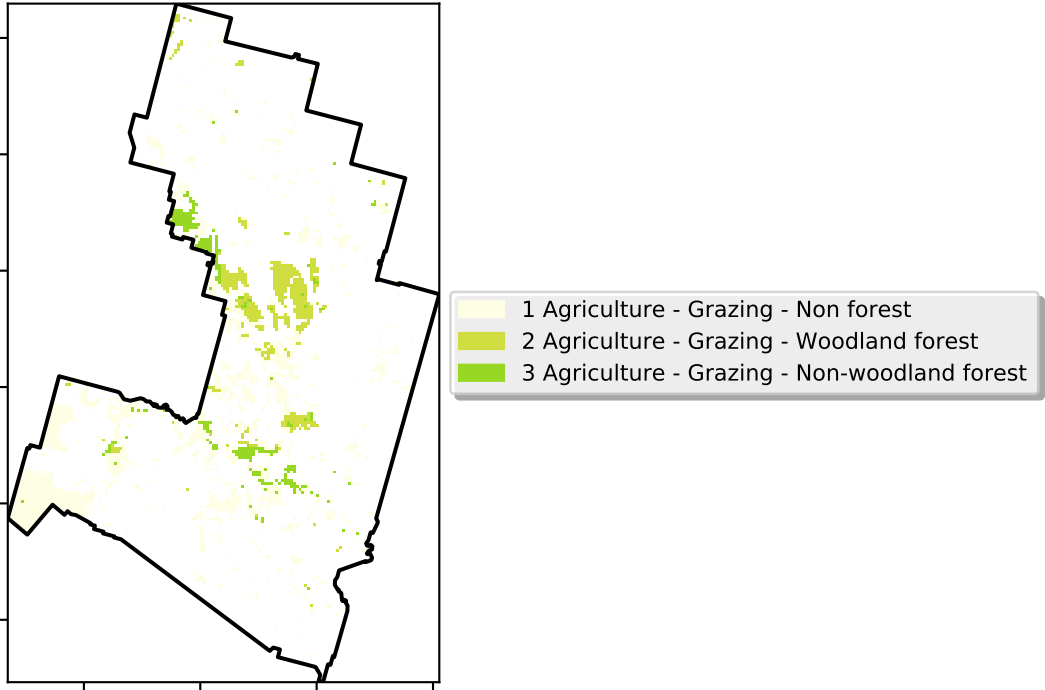 1 Agriculture - Grazing - Non forest
2 Agriculture - Grazing - Woodland forest
3 Agriculture - Grazing - Non-woodland forest